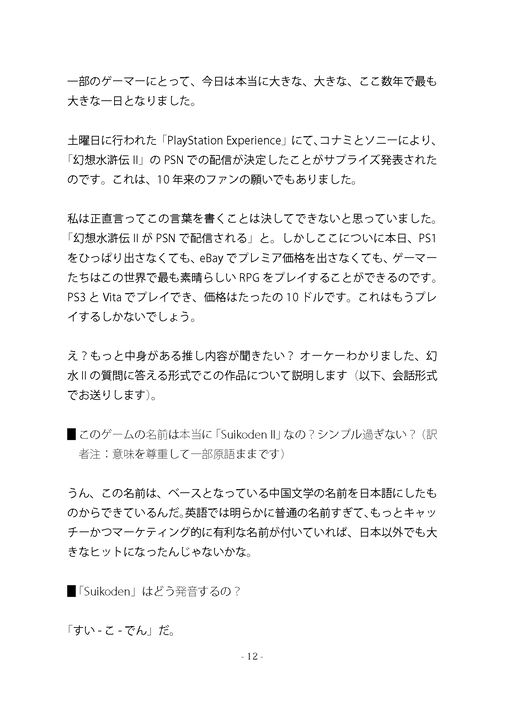 一部のゲーマーにとって、今日は本当に大きな、大きな、ここ数年で最も
大きな一日となりました。
土曜日に行われた「PlayStation Experience」にて、コナミとソニーにより、
「幻想水滸伝 II」の PSN での配信が決定したことがサプライズ発表された
のです。これは、10 年来のファンの願いでもありました。
私は正直言ってこの言葉を書くことは決してできないと思っていました。
「幻想水滸伝 II が PSN で配信される」と。しかしここについに本日、PS1
をひっぱり出さなくても、eBay でプレミア価格を出さなくても、ゲーマー
たちはこの世界で最も素晴らしい RPG をプレイすることができるのです。
PS3 と Vita でプレイでき、価格はたったの 10 ドルです。これはもうプレ
イするしかないでしょう。
え？もっと中身がある推し内容が聞きたい？ オーケーわかりました、幻
水 II の質問に答える形式でこの作品について説明します（以下、会話形式
でお送りします）。
█このゲームの名前は本当に「Suikoden II」なの？シンプル過ぎない？（訳
者注：意味を尊重して一部原語ままです）
うん、この名前は、ベースとなっている中国文学の名前を日本語にしたも
のからできているんだ。英語では明らかに普通の名前すぎて、もっとキャッ
チーかつマーケティング的に有利な名前が付いていれば、日本以外でも大
きなヒットになったんじゃないかな。
█「Suikoden」はどう発音するの？
「すい - こ - でん」だ。
- 12 -